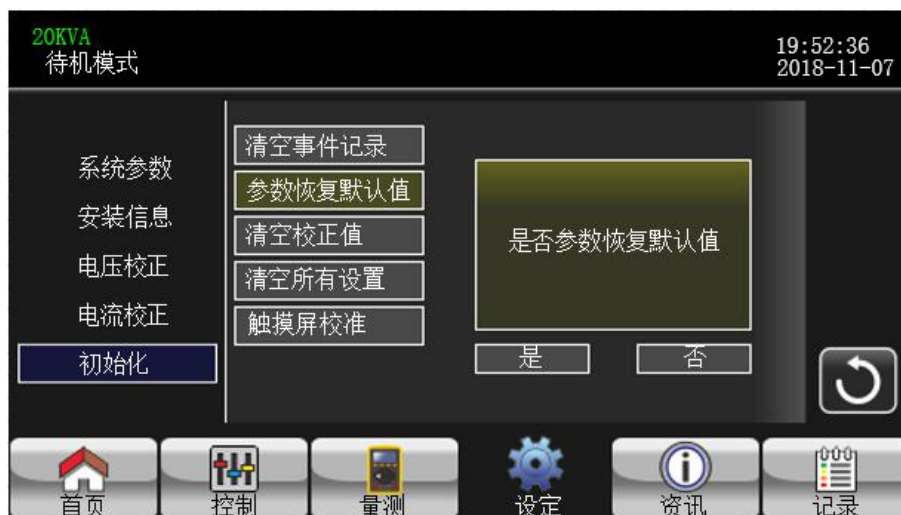 20KVA
待机模式
19:52:36
2018-11-07
系统参数
安装信息
电压校正
电流校正
初始化
清空事件记录
参数恢复默认值
清空校正值
清空所有设置
触摸屏校准
是否参数恢复默认值
是
否
首页
控制
量测
设定
资讯
记录